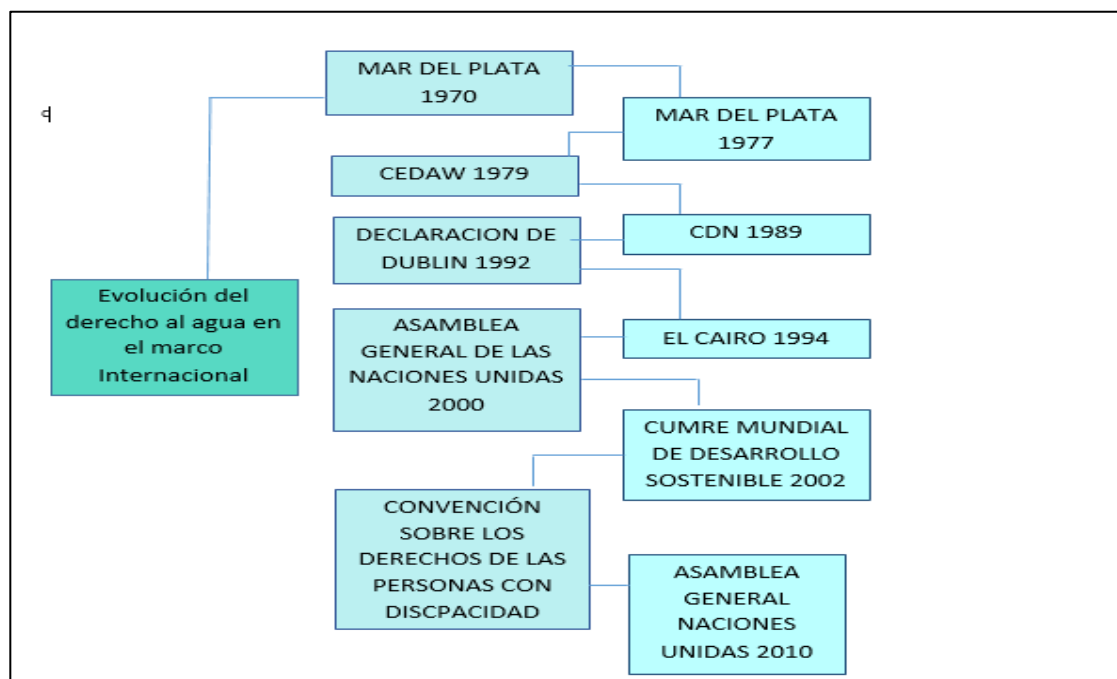 MAR DEL PLATA
1970
MAR DEL PLATA
1977
CEDAW 1979
CDN 1989
DECLARACION DE
DUBLIN 1992
EL CAIRO 1994
Evolución del
derecho al agua en
el marco
Internacional
ASAMBLEA
GENERAL DE LAS
NACIONES UNIDAS
2000
CUMRE MUNDIAL
DE DESARROLLO
SOSTENIBLE 2002
CONVENCIÓN
SOBRE LOS
DERECHOS DE LAS
PERSONAS CON
DISCPACIDAD
ASAMBLEA
GENERAL
NACIONES
UNIDAS 2010